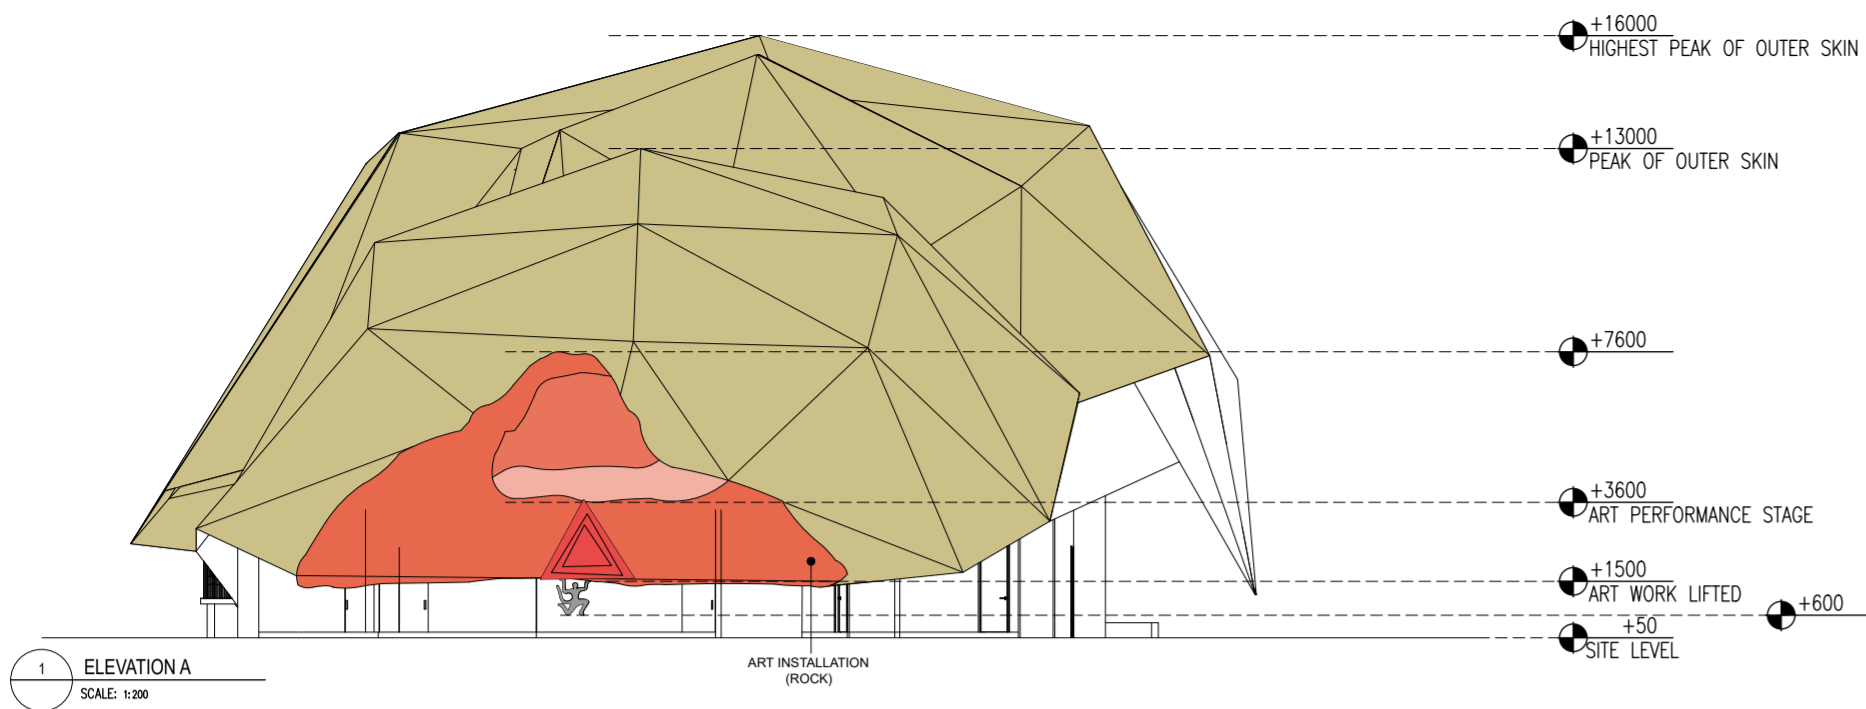 +16000
HIGHEST PEAK OF OUTER SKIN
+13000
PEAK OF OUTER SKIN
+7600
+3600
ART PERFORMANCE STAGE
+1500
ART WORK LIFTED
+600
+50
SITE LEVEL
ART INSTALLATION
(ROCK)
1
ELEVATION A
SCALE: 1:200